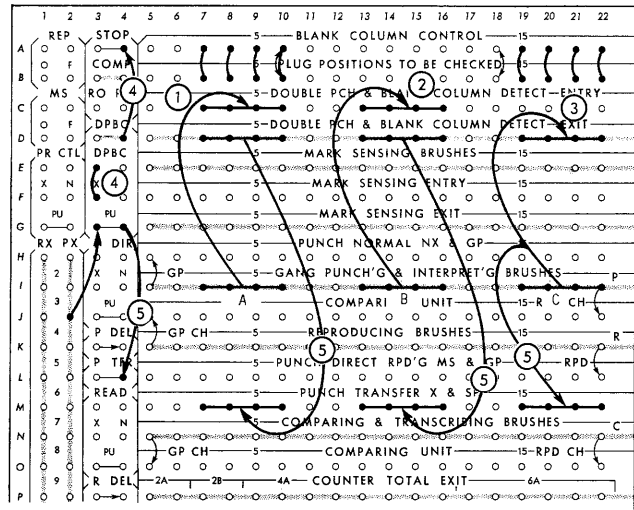 1 2 3 4 5 6 7 8 9 10 11 12 13 14 15 16 17 18 19 20 21 22
REP STOP 5 BLANK COLUMN CONTROL 15
A
F COMP 5 PLUG POSITIONS TO BE CHECKED
B
MS 5 DOUBLE PCH & BLANK COLUMN DETECT ENTRY
C
F DPBC 5 DOUBLE PCH & BLANK COLUMN DETECT EXIT
D
PR CTL DPBC 5 MARK SENSING BRUSHES 15
E
X N X 5 MARK SENSING ENTRY 15
F
PU PU 5 MARK SENSING EXIT 15
G
RX PX DIR 5 PUNCH NORMAL NX & GP 15
H
2 X N GP GANG PUNCH'G & INTERPRET'G BRUSHES P
I
3 PU 5 A COMPARI UNIT B 15 R C CH
J
4 P DEL GP CH 5 REPRODUCING BRUSHES 15 R
K
5 5 PUNCH DIRECT RPD'G MS & GP RPD
L
6 READ 5 PUNCH TRANSFER X & SP 15
M
7 X N 5 COMPARING & TRANSCRIBING BRUSHES C
N
8 PU GP CH 5 COMPARING UNIT 15 RPD CH
O
9 R DEL 2A 2B 4A COUNTER TOTAL EXIT 6A
P
1
2
3
4
4
5
5
5
5